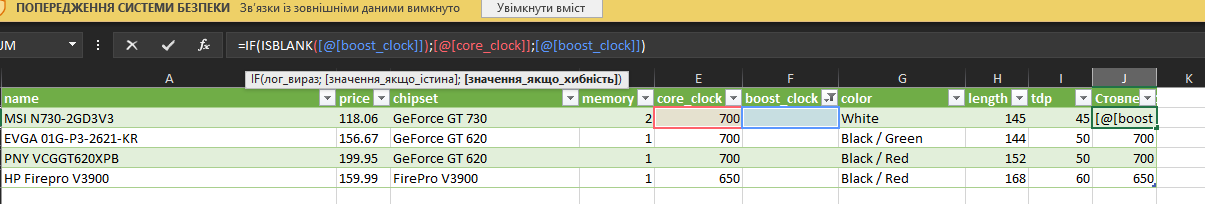 ПОПЕРЕДЖЕННЯ СИСТЕМИ БЕЗПЕКИ Зв'язки із зовнішніми даними вимкнуто Увімкнути вміст
UM fx =IF(ISBLANK([@[boost_clock]]);[@[core_clock]];[@[boost_clock]])
IF(лог_вираз; [значення_якщо_істина]; [значення_якщо_хибність])
A E F G H I J K
name price chipset memory core_clock boost_clock color length tdp Стовпе
MSI N730-2GD3V3 118.06 GeForce GT 730 2 700 White 145 45 [@[boost
EVGA 01G-P3-2621-KR 156.67 GeForce GT 620 1 700 Black / Green 144 50 700
PNY VCGGT620XPB 199.95 GeForce GT 620 1 700 Black / Red 152 50 700
HP Firepro V3900 159.99 FirePro V3900 1 650 Black / Red 168 60 650